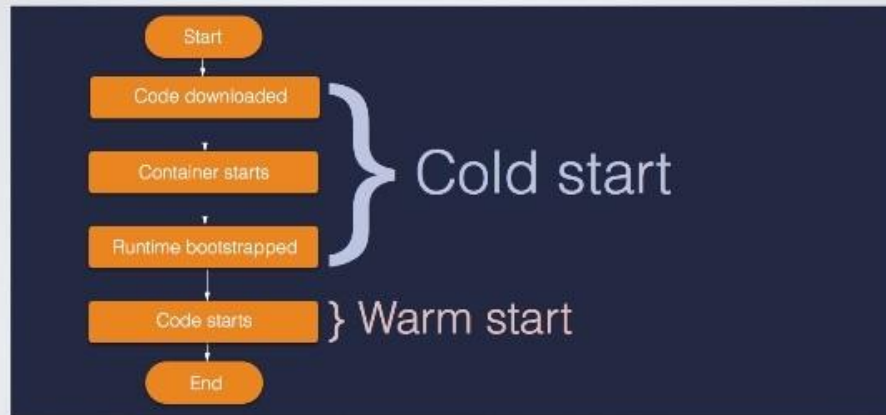 Start
Code downloaded
Container starts
Cold start
Runtime bootstrapped
Code starts
} Warm start
End